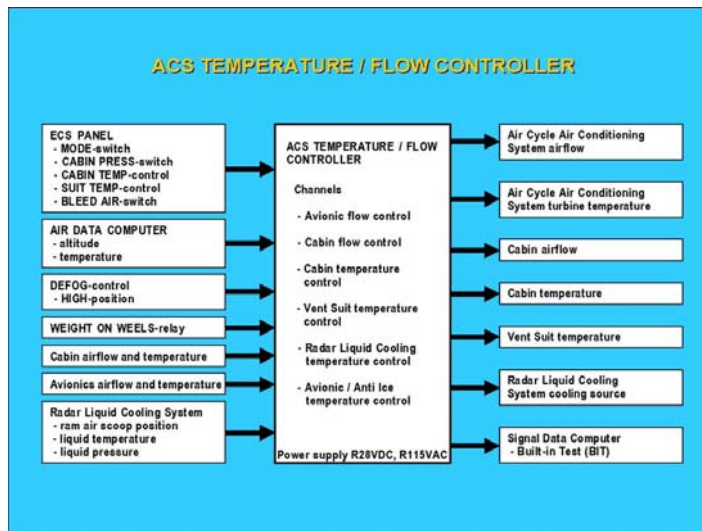 ACS TEMPERATURE / FLOW CONTROLLER
ECS PANEL
- MODE-switch
- CABIN PRESS-switch
- CABIN TEMP-control
- SUIT TEMP-control
- BLEED AIR-switch
AIR DATA COMPUTER
- altitude
- temperature
DEFOG-control
- HIGH-position
WEIGHT ON WEELS-relay
Cabin airflow and temperature
Avionics airflow and temperature
Radar Liquid Cooling System
- ram air scoop position
- liquid temperature
- liquid pressure
ACS TEMPERATURE / FLOW
CONTROLLER
Channels
- Avionic flow control
- Cabin flow control
- Cabin temperature
control
- Vent Suit temperature
control
- Radar Liquid Cooling
temperature control
- Avionic / Anti Ice
temperature control
Power supply R28VDC, R115VAC
Air Cycle Air Conditioning
System airflow
Air Cycle Air Conditioning
System turbine temperature
Cabin airflow
Cabin temperature
Vent Suit temperature
Radar Liquid Cooling
System cooling source
Signal Data Computer
- Built-in Test (BIT)